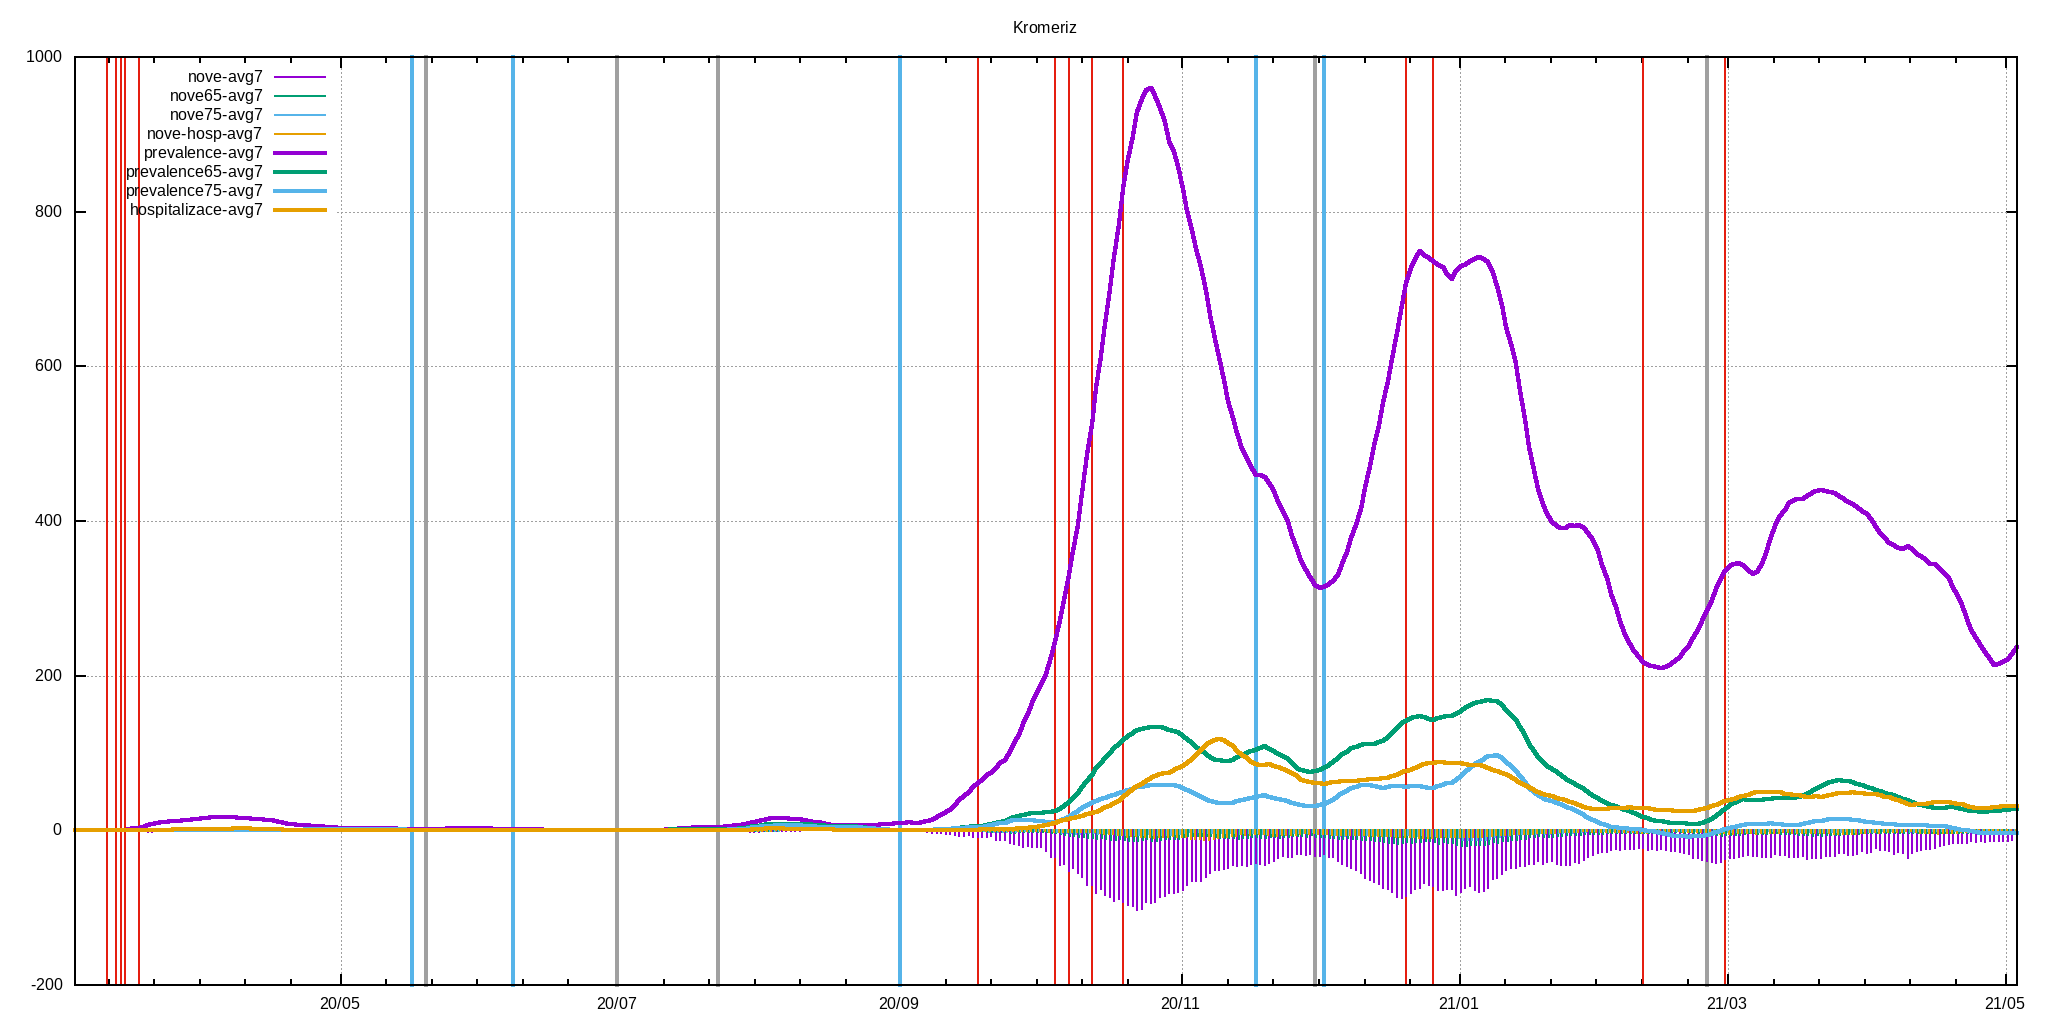 Kromeriz
1000
800
600
400
200
0
-200
nove-avg7
nove65-avg7
nove75-avg7
nove-hosp-avg7
prevalence-avg7
prevalence65-avg7
prevalence75-avg7
hospitalizace-avg7
20/05 20/07 20/09 20/11 21/01 21/03 21/05